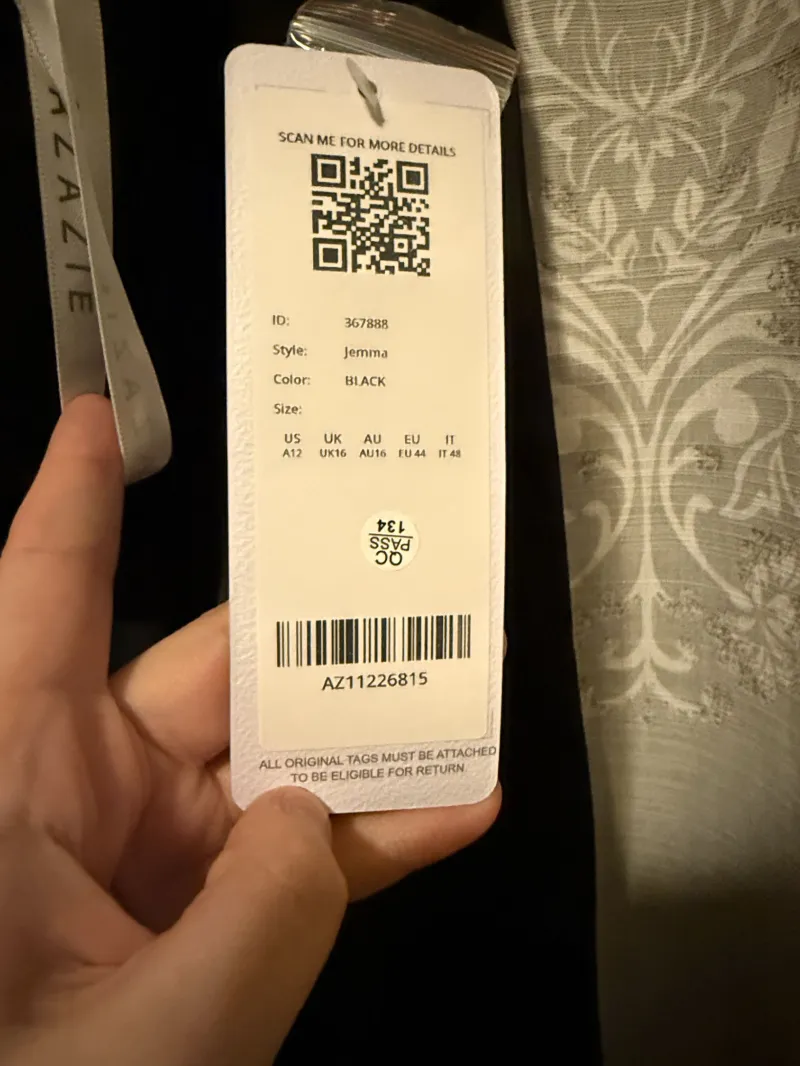 AZAZIE
SCAN ME FOR MORE DETAILS
ID: 367888
Style: Jemma
Color: BLACK
Size:
US UK AU EU IT
A12 UK16 AU16 EU 44 IT 48
QC
PASS
134
AZ11226815
ALL ORIGINAL TAGS MUST BE ATTACHED
TO BE ELIGIBLE FOR RETURN